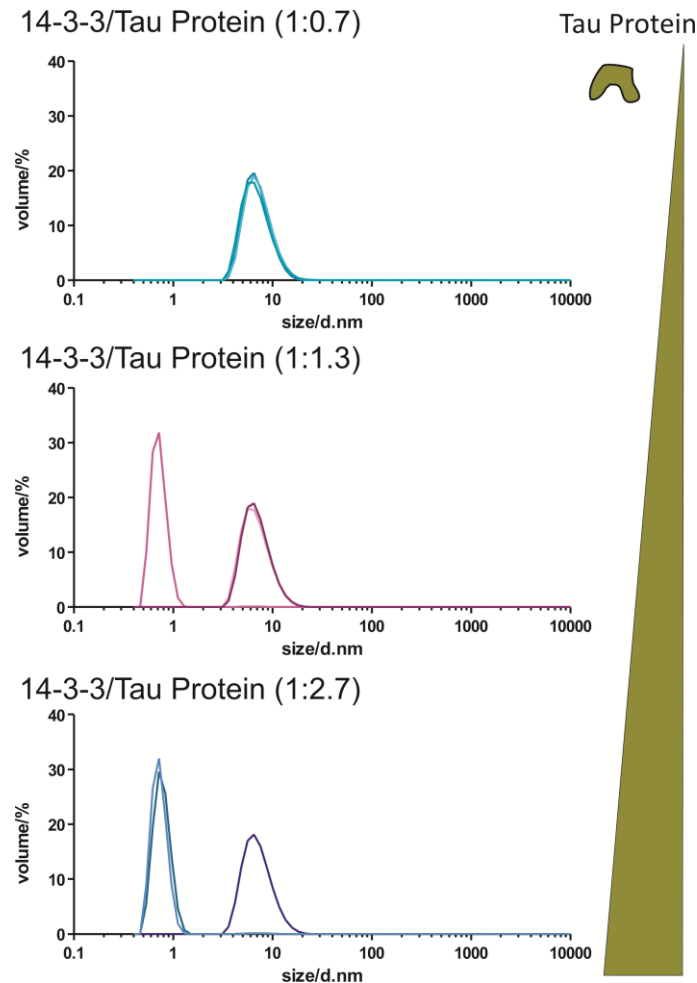 14-3-3/Tau Protein (1:0.7)
Tau Protein
40
30
20
10
0
volume/%
0.1 1 10 100 1000 10000
size/d.nm
14-3-3/Tau Protein (1:1.3)
40
30
20
10
0
volume/%
0.1 1 10 100 1000 10000
size/d.nm
14-3-3/Tau Protein (1:2.7)
40
30
20
10
0
volume/%
0.1 1 10 100 1000 10000
size/d.nm